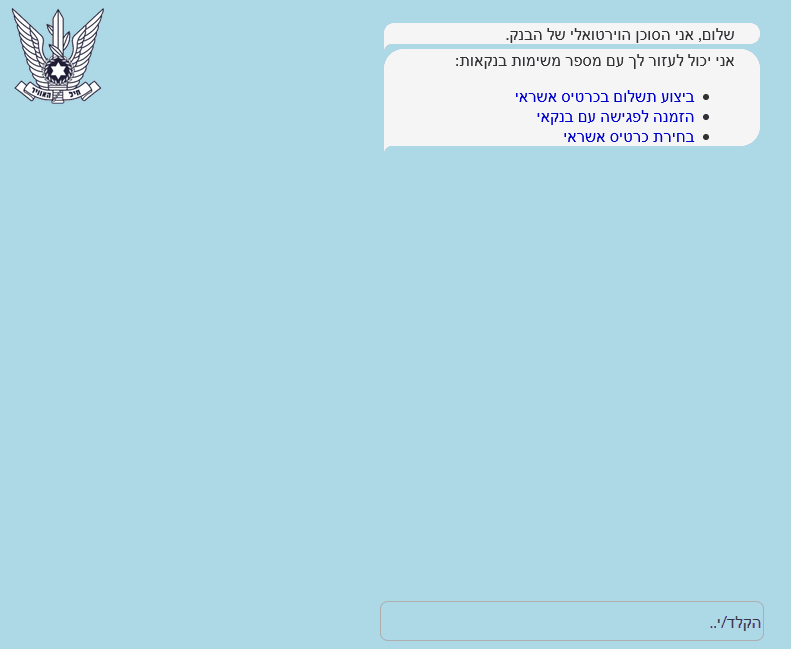 שלום, אני הסוכן הוירטואלי של הבנק.
אני יכול לעזור לך עם מספר משימות בנקאות:
ביצוע תשלום בכרטיס אשראי
הזמנה לפגישה עם בנקאי
בחירת כרטיס אשראי
חיל האוויר
הקלד/י..